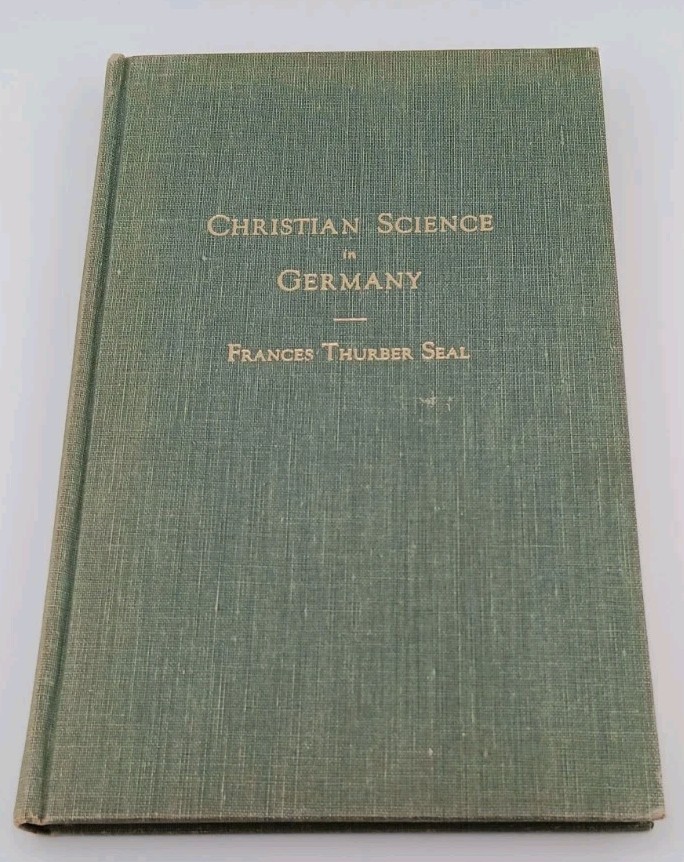 CHRISTIAN SCIENCE
in
GERMANY
FRANCES THURBER SEAL